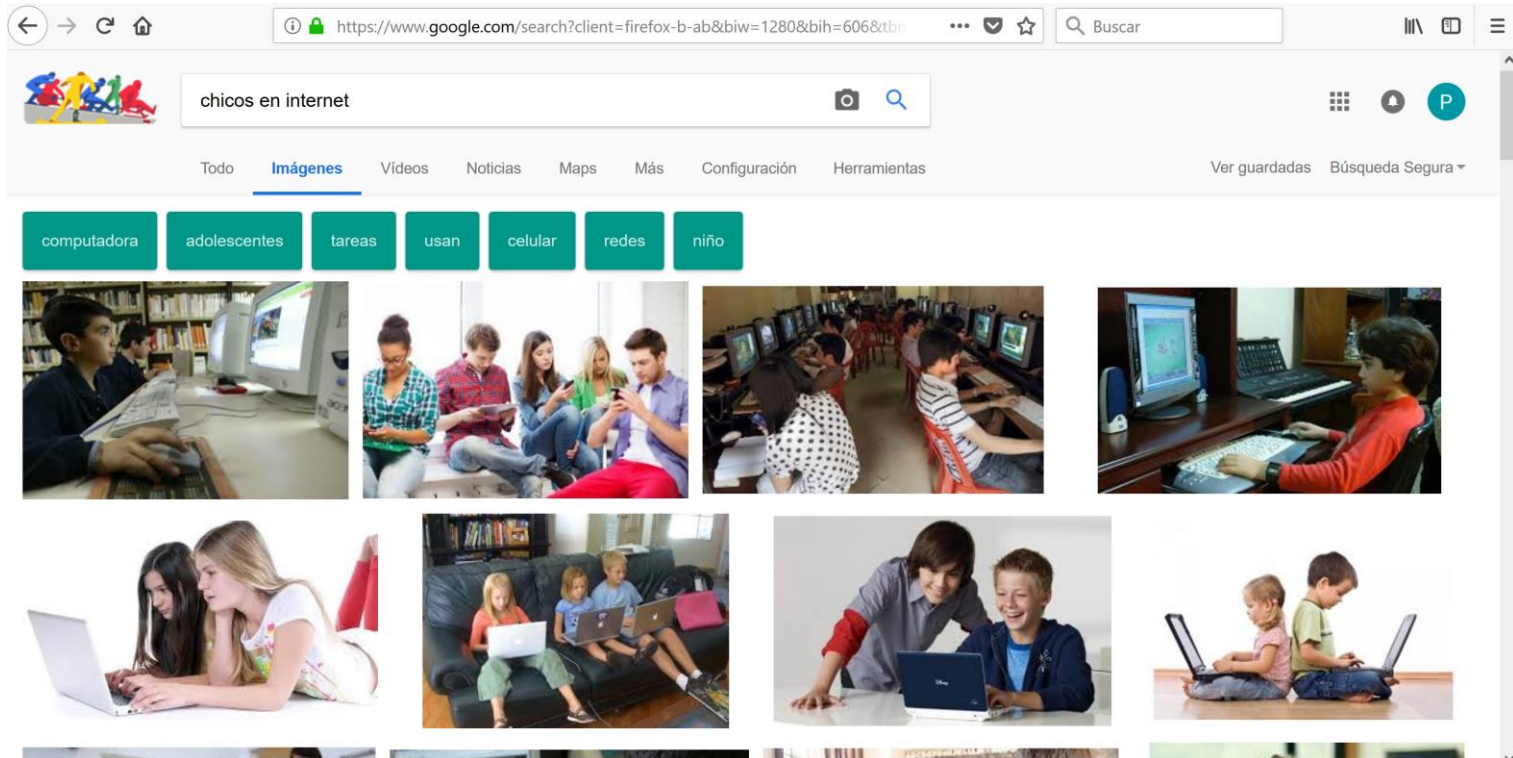 https://www.google.com/search?client=firefox-b-ab&biw=1280&bih=606&tbn
Buscar
chicos en internet
P
Todo Imágenes Vídeos Noticias Maps Más Configuración Herramientas Ver guardadas Búsqueda Segura
computadora adolescentes tareas usan celular redes niño
Disney